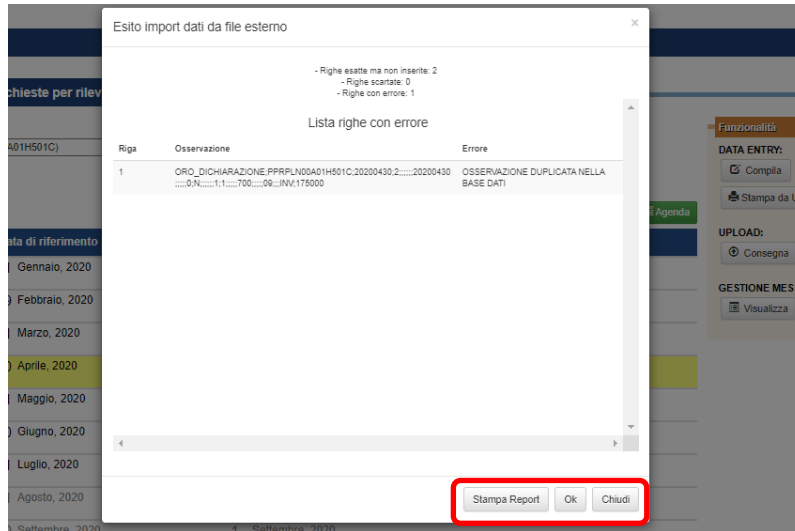 Esito import dati da file esterno
×
- Righe esatte ma non inserite: 2
- Righe scartate: 0
- Righe con errore: 1
Lista righe con errore
Riga Osservazione Errore
1 ORO_DICHIARAZIONE;PPRPLN00A01H501C;20200430;2;;;;;;20200430 OSSERVAZIONE DUPLICATA NELLA
;;;;;0;N;;;;;;1;1;;;;;700;;;;;09;;;INV;175000 BASE DATI
Stampa Report Ok Chiudi
chieste per rilev
A01H501C)
Agenda
ata di riferimento
Gennaio, 2020
Febbraio, 2020
Marzo, 2020
Aprile, 2020
Maggio, 2020
Giugno, 2020
Luglio, 2020
Agosto, 2020
Settembre, 2020 1 Settembre, 2020
Funzionalità
DATA ENTRY:
Compila
Stampa da U
UPLOAD:
Consegna
GESTIONE MES
Visualizza